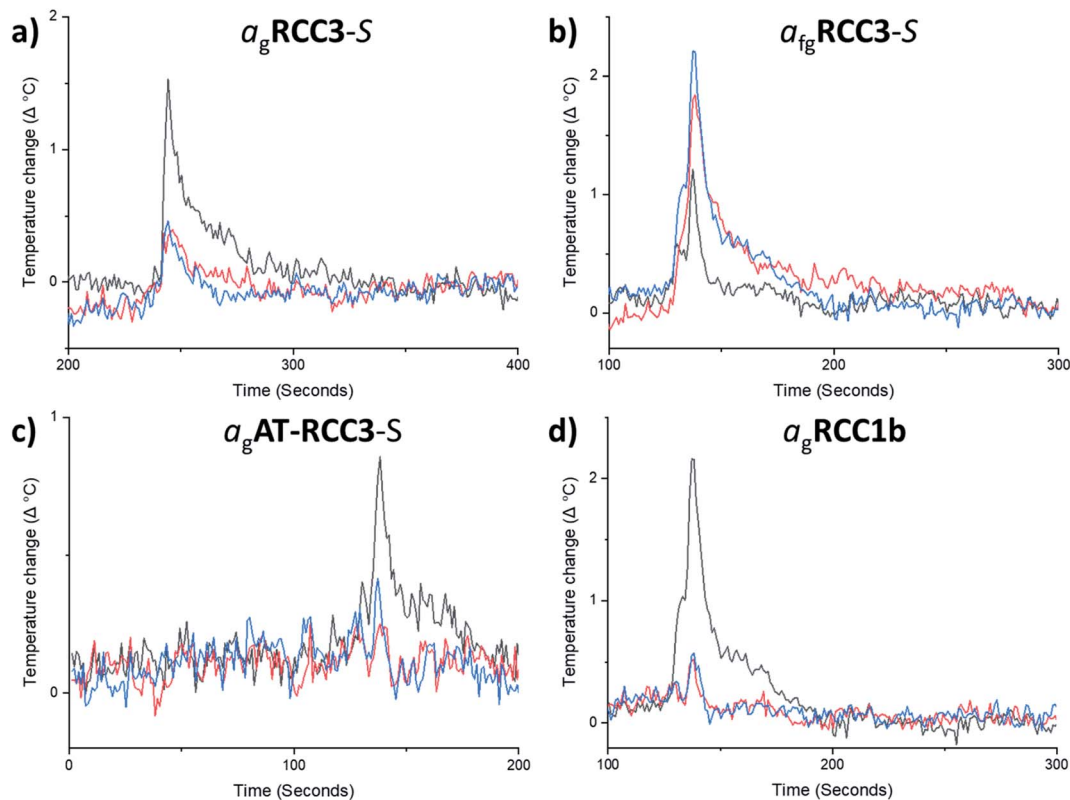 a) agRCC3-S
2
1
0
Temperature change (Δ °C)
200 250 300 350 400
Time (Seconds)
b) afgRCC3-S
2
1
0
Temperature change (Δ °C)
100 200 300
Time (Seconds)
c) agAT-RCC3-S
1
0
Temperature change (Δ °C)
0 100 200
Time (Seconds)
d) agRCC1b
2
1
0
Temperature change (Δ °C)
100 200 300
Time (Seconds)